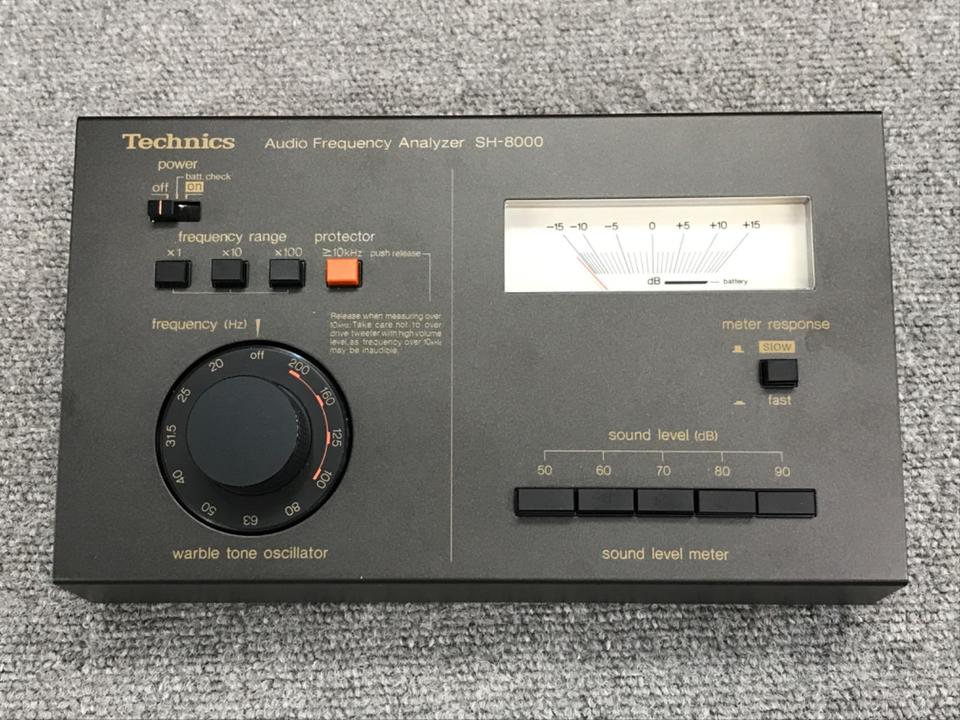 Technics Audio Frequency Analyzer SH-8000
power
batt. check
off on
frequency range protector
x1 x10 x100 ≥10kHz push release
Release when measuring over
10kHz. Take care not to over
drive tweeter with high volume
level, as frequency over 10kHz
may be inaudible.
frequency (Hz)
off 20 25 31.5 40 50 63 80 100 125 160 200
warble tone oscillator
-15 -10 -5 0 +5 +10 +15
dB battery
meter response
slow
fast
sound level (dB)
50 60 70 80 90
sound level meter